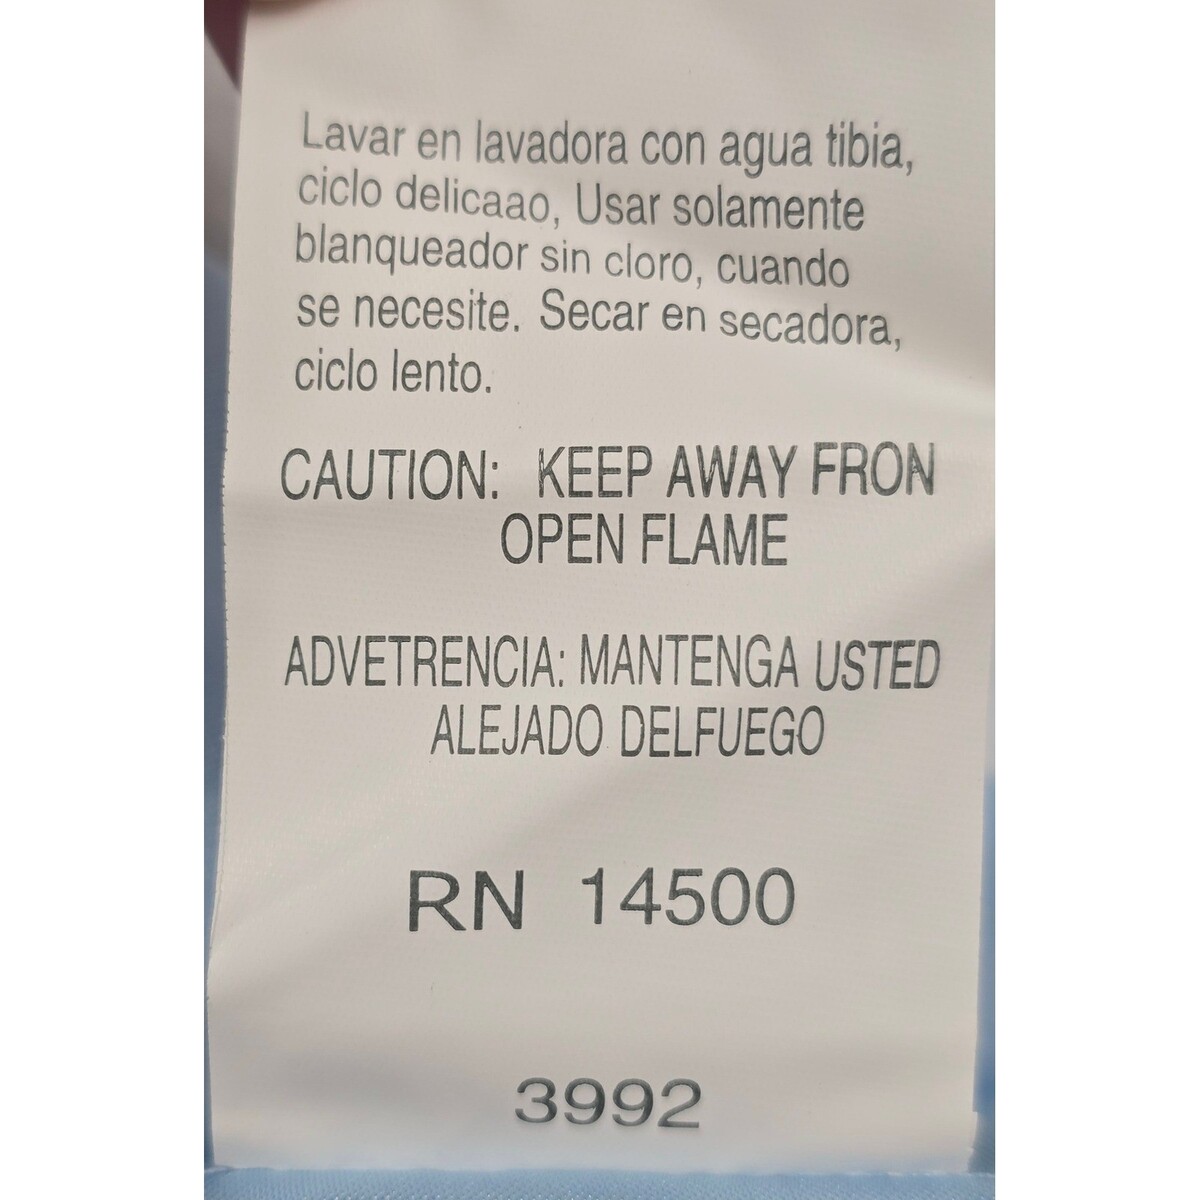 Lavar en lavadora con agua tibia,
ciclo delicaao, Usar solamente
blanqueador sin cloro, cuando
se necesite. Secar en secadora,
ciclo lento.
CAUTION: KEEP AWAY FRON
OPEN FLAME
ADVETRENCIA: MANTENGA USTED
ALEJADO DELFUEGO
RN 14500
3992